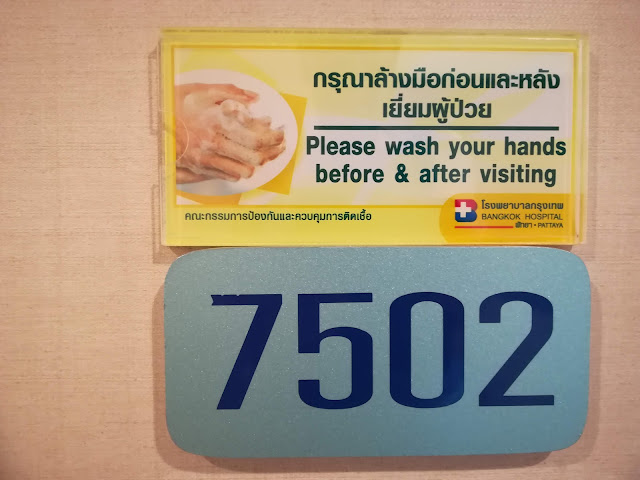 กรุณาล้างมือก่อนและหลัง
เยี่ยมผู้ป่วย
Please wash your hands
before & after visiting
คณะกรรมการป้องกันและควบคุมการติดเชื้อ
โรงพยาบาลกรุงเทพ
BANGKOK HOSPITAL
พัทยา • PATTAYA
7502